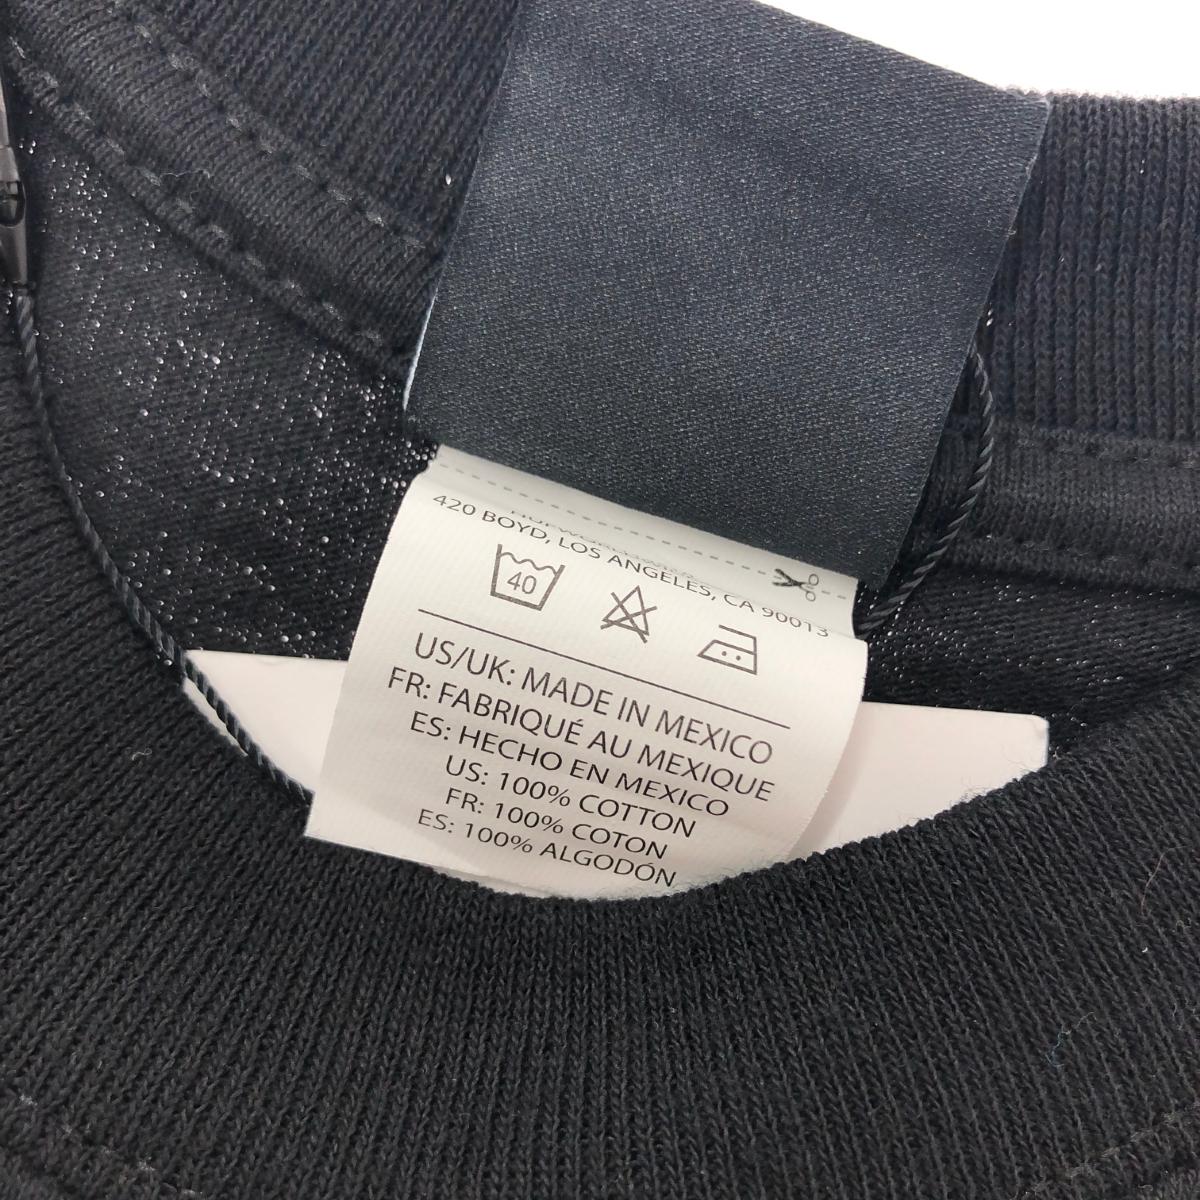 420 BOYD, LOS ANGELES, CA 90013
40
US/UK: MADE IN MEXICO
FR: FABRIQUÉ AU MEXIQUE
ES: HECHO EN MEXICO
US: 100% COTTON
FR: 100% COTON
ES: 100% ALGODÓN